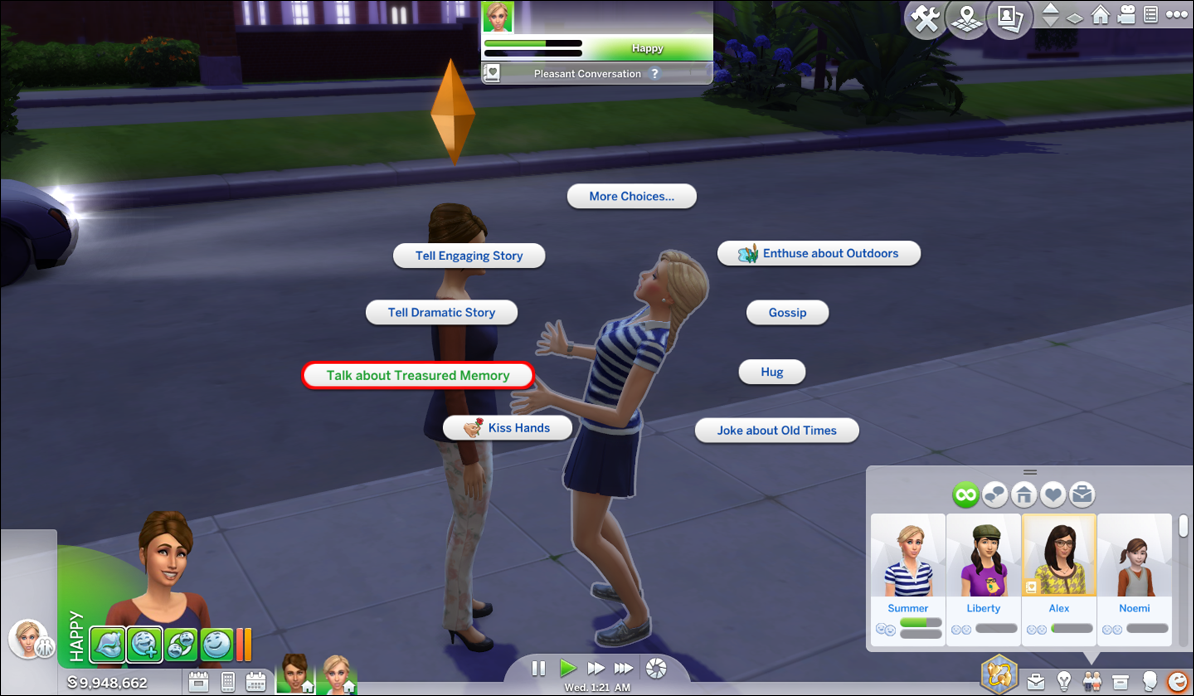 Happy
Pleasant Conversation ?
More Choices...
Tell Engaging Story
Enthuse about Outdoors
Tell Dramatic Story
Gossip
Talk about Treasured Memory
Hug
Kiss Hands
Joke about Old Times
Summer
Liberty
Alex
Noemi
HAPPY
§9,948,662
Wed. 1:21 AM